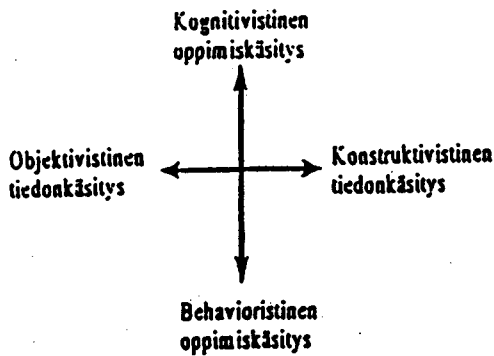 Kognitivistinen
oppimiskäsitys
Objektivistinen
tiedonkäsitys
Konstruktivistinen
tiedonkäsitys
Behavioristinen
oppimiskäsitys